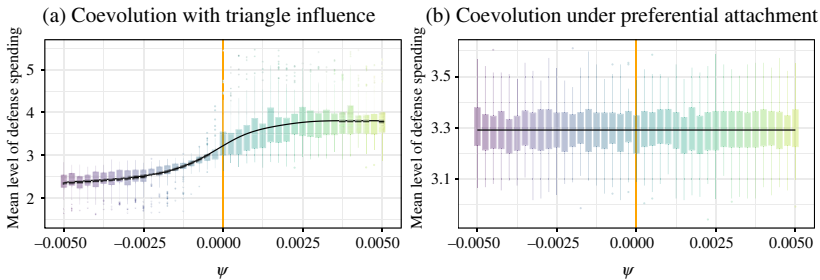 (a) Coevolution with triangle influence
Mean level of defense spending
5
4
3
2
−0.0050 −0.0025 0.0000 0.0025 0.0050
ψ
(b) Coevolution under preferential attachment
Mean level of defense spending
3.5
3.3
3.1
−0.0050 −0.0025 0.0000 0.0025 0.0050
ψ